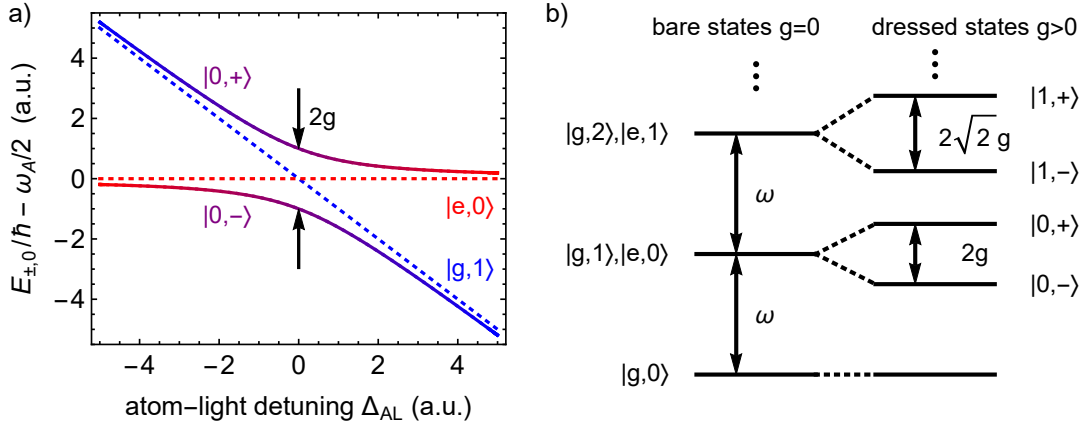 a)
E±,0/ħ − ωA/2 (a.u.)
4
2
0
−2
−4
|0,+⟩
2g
|e,0⟩
|0,−⟩
|g,1⟩
−4 −2 0 2 4
atom−light detuning ΔAL (a.u.)
b)
bare states g=0 dressed states g>0
|g,2⟩,|e,1⟩
|1,+⟩
2√2 g
|1,−⟩
ω
|0,+⟩
|g,1⟩,|e,0⟩
2g
|0,−⟩
ω
|g,0⟩